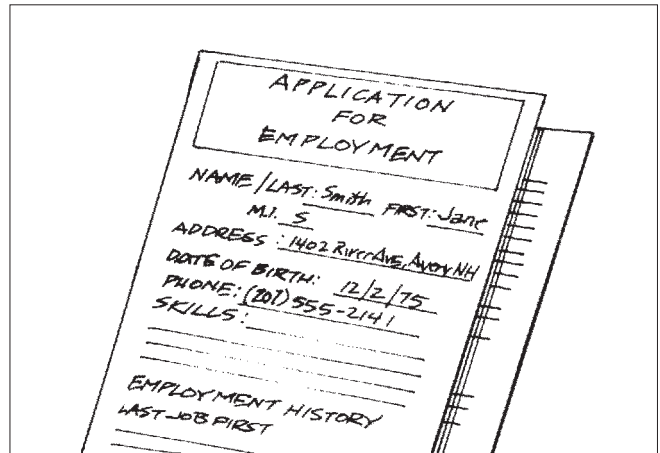 APPLICATION
FOR
EMPLOYMENT
NAME/LAST: Smith FIRST: Jane
M.I. S
ADDRESS: 1402 River Ave, Avery NH
DATE OF BIRTH: 12/2/75
PHONE: (201) 555-2141
SKILLS:
EMPLOYMENT HISTORY
LAST JOB FIRST